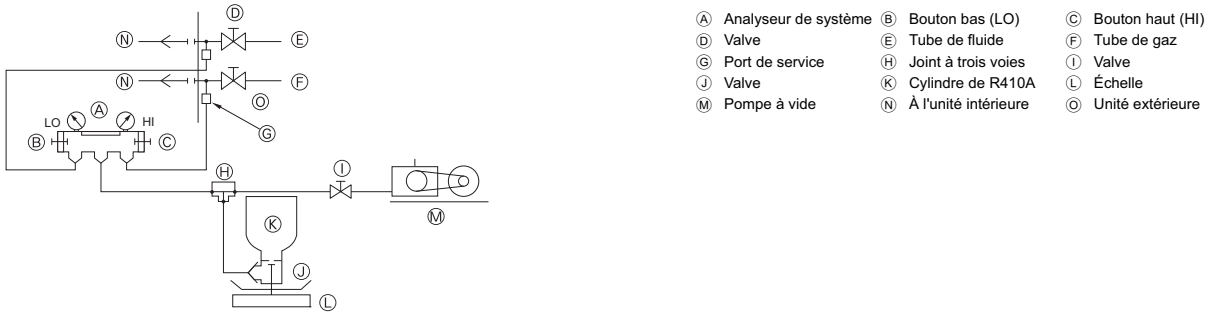 Ⓓ
Ⓝ Ⓔ
Ⓝ Ⓕ
Ⓐ Ⓞ
LO HI
Ⓑ Ⓒ Ⓖ
Ⓗ Ⓘ
Ⓚ Ⓜ
Ⓙ
Ⓛ
Ⓐ Analyseur de système Ⓑ Bouton bas (LO) Ⓒ Bouton haut (HI)
Ⓓ Valve Ⓔ Tube de fluide Ⓕ Tube de gaz
Ⓖ Port de service Ⓗ Joint à trois voies Ⓘ Valve
Ⓙ Valve Ⓚ Cylindre de R410A Ⓛ Échelle
Ⓜ Pompe à vide Ⓝ À l'unité intérieure Ⓞ Unité extérieure